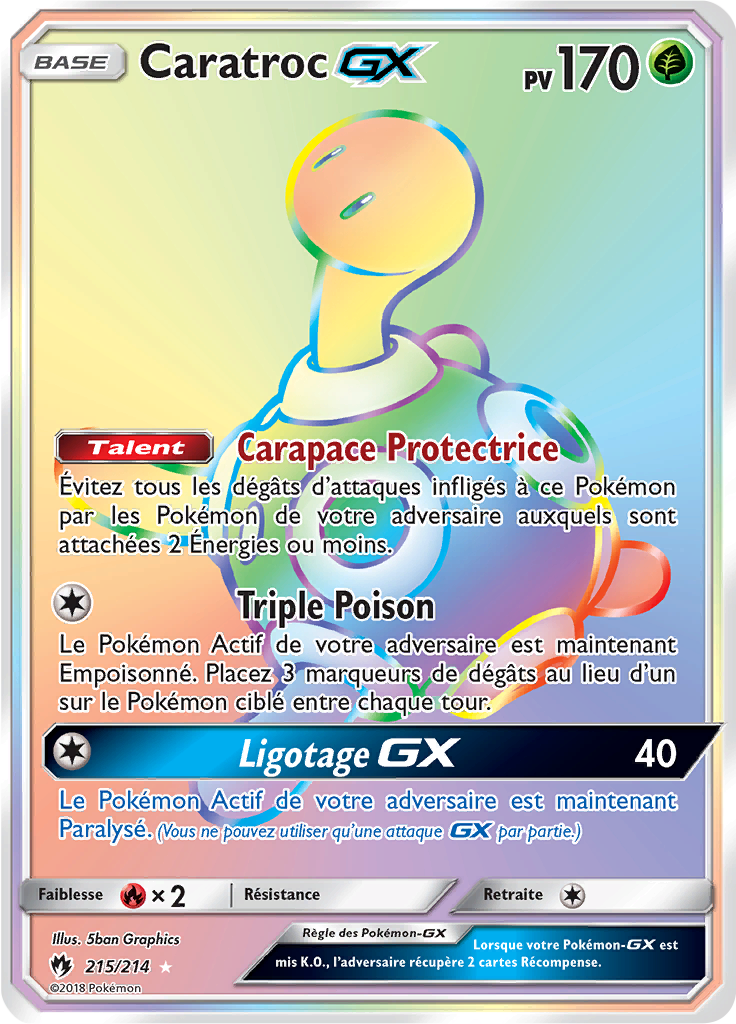 BASE
Caratroc GX
PV 170
Talent Carapace Protectrice
Évitez tous les dégâts d'attaques infligés à ce Pokémon
par les Pokémon de votre adversaire auxquels sont
attachées 2 Énergies ou moins.
Triple Poison
Le Pokémon Actif de votre adversaire est maintenant
Empoisonné. Placez 3 marqueurs de dégâts au lieu d'un
sur le Pokémon ciblé entre chaque tour.
Ligotage GX 40
Le Pokémon Actif de votre adversaire est maintenant
Paralysé. (Vous ne pouvez utiliser qu'une attaque GX par partie.)
Faiblesse × 2 Résistance Retraite
Illus. 5ban Graphics
215/214
©2018 Pokémon
Règle des Pokémon-GX
Lorsque votre Pokémon-GX est
mis K.O., l'adversaire récupère 2 cartes Récompense.